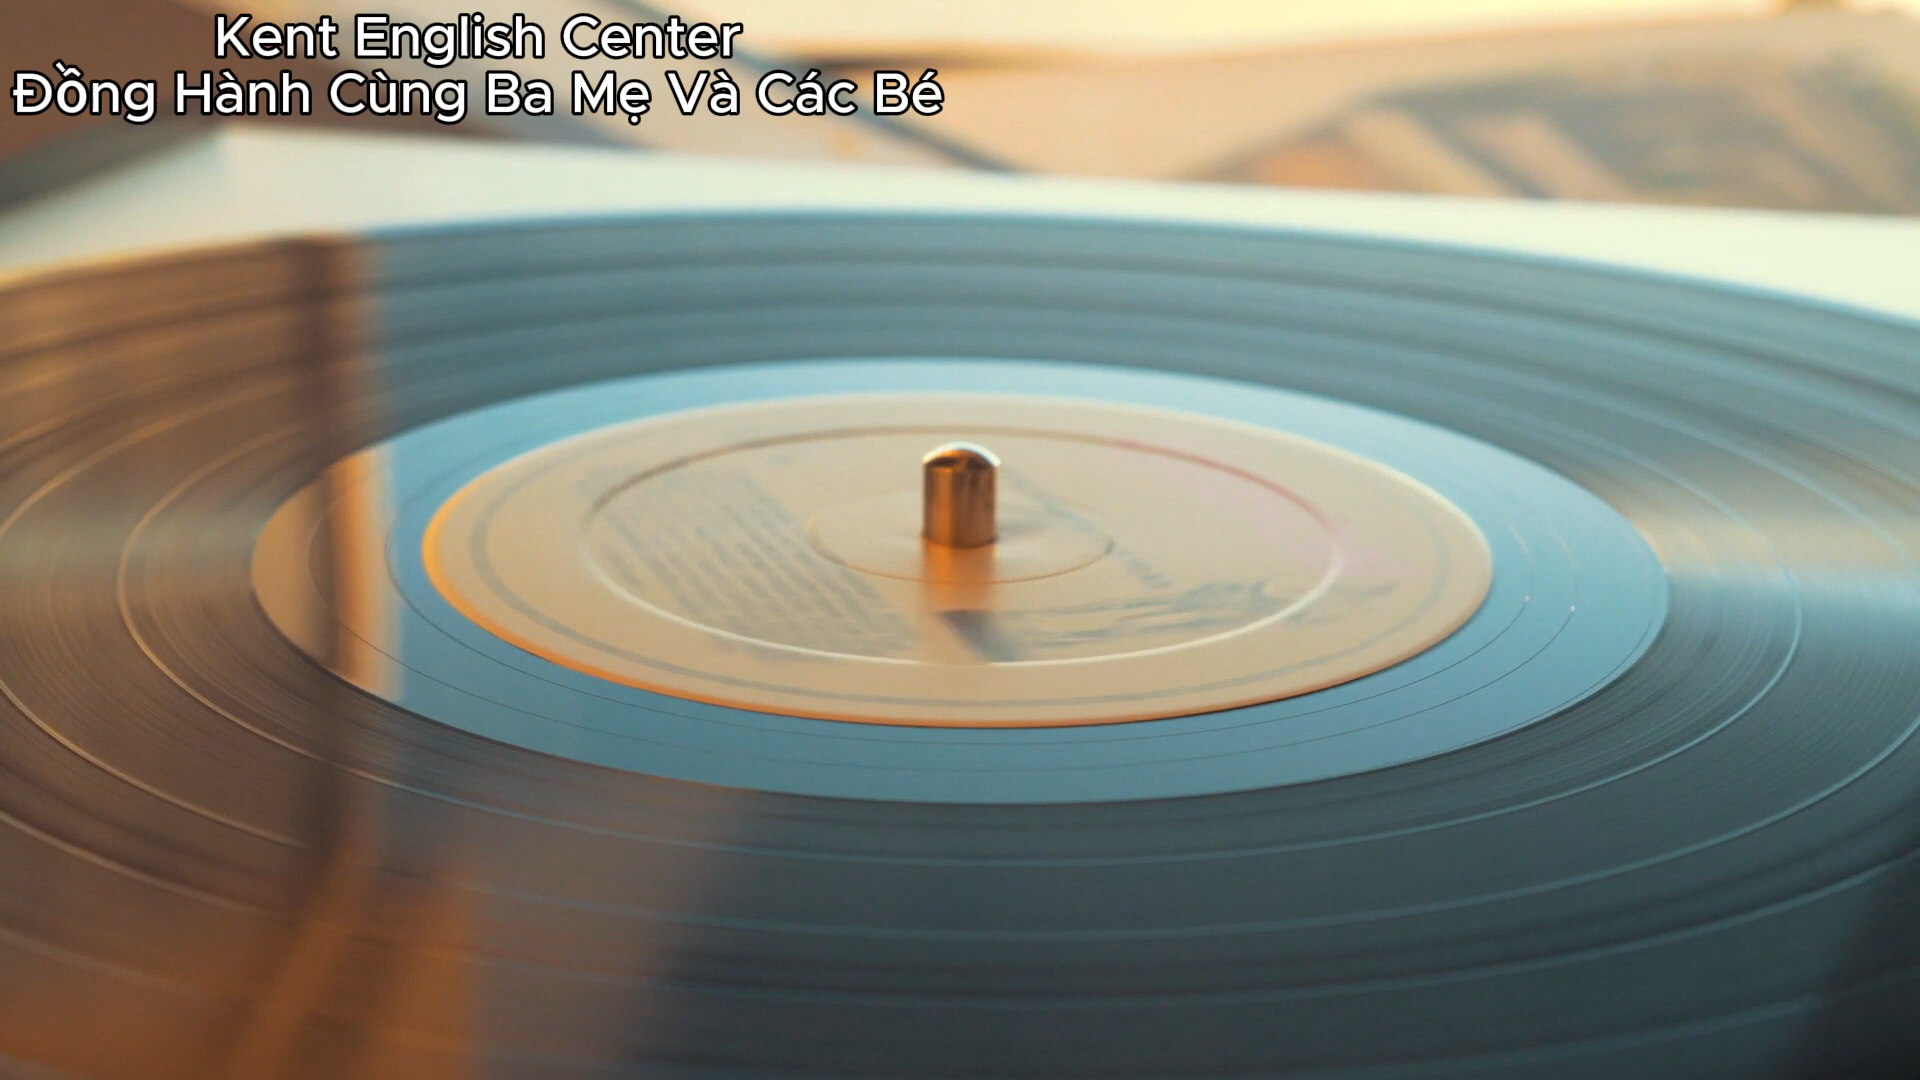 Kent English Center
Đồng Hành Cùng Ba Mẹ Và Các Bé